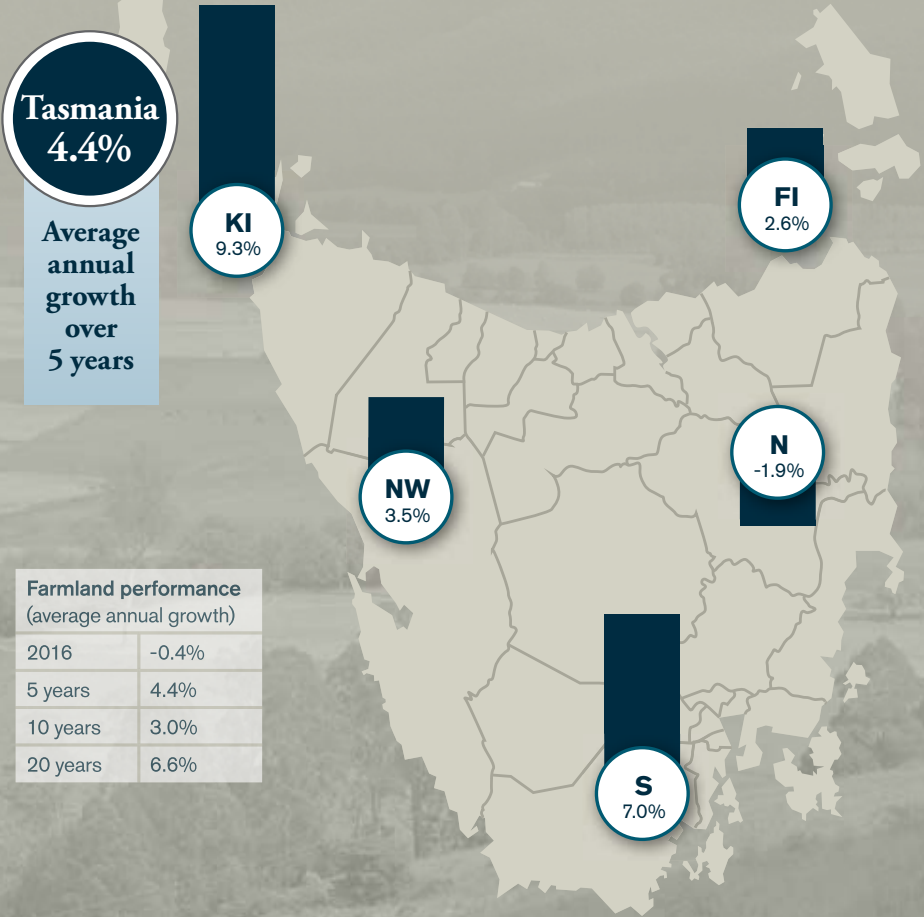 Tasmania
4.4%
Average
annual
growth
over
5 years
KI
9.3%
FI
2.6%
NW
3.5%
N
-1.9%
S
7.0%
Farmland performance
(average annual growth)
2016 -0.4%
5 years 4.4%
10 years 3.0%
20 years 6.6%